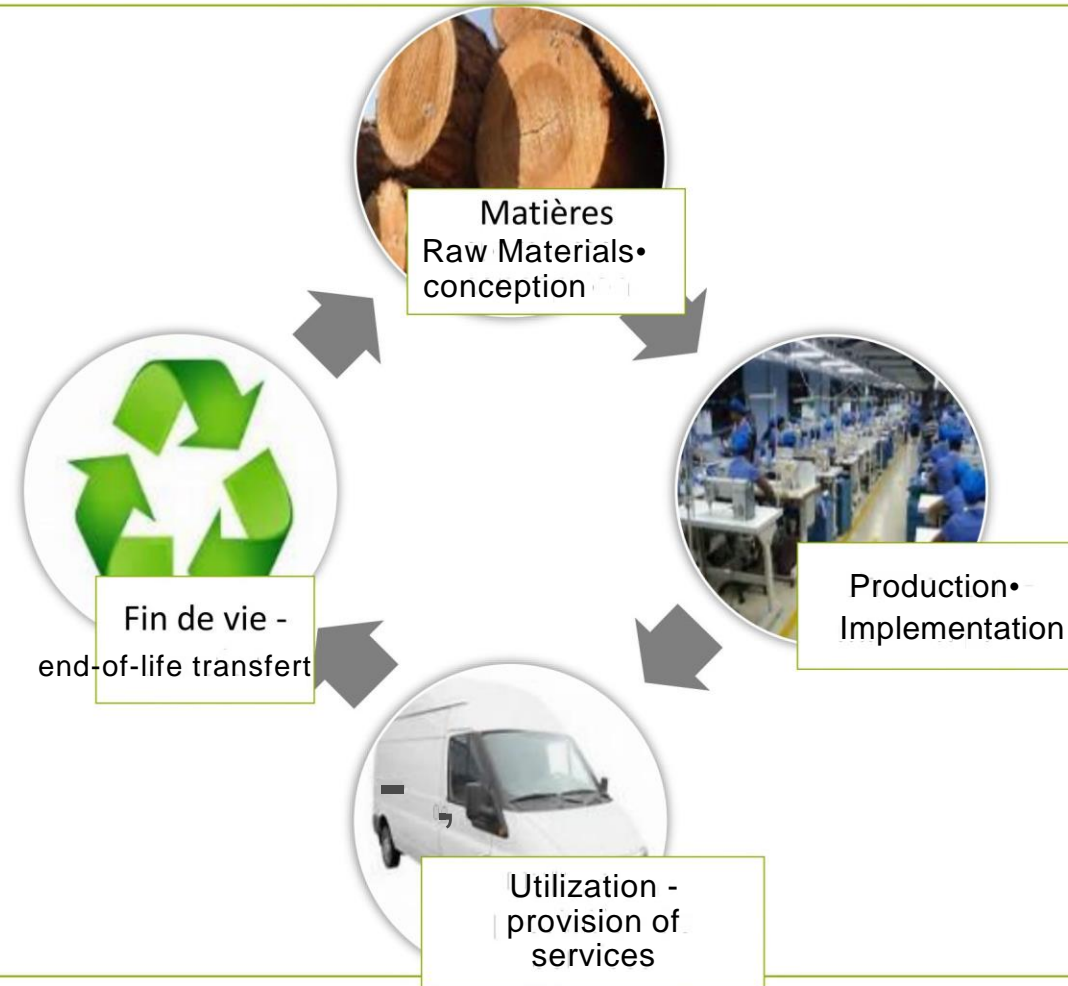 Matières
Raw Materials•
conception
Production•
Implementation
Utilization -
provision of
services
Fin de vie -
end-of-life transfert